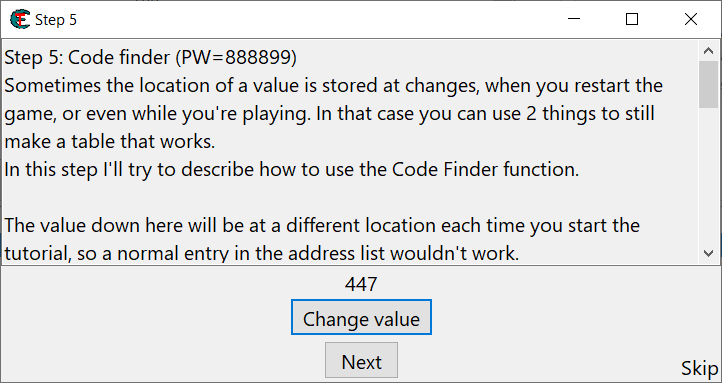 Step 5
Step 5: Code finder (PW=888899)
Sometimes the location of a value is stored at changes, when you restart the
game, or even while you're playing. In that case you can use 2 things to still
make a table that works.
In this step I'll try to describe how to use the Code Finder function.
The value down here will be at a different location each time you start the
tutorial, so a normal entry in the address list wouldn't work.
447
Change value
Next
Skip